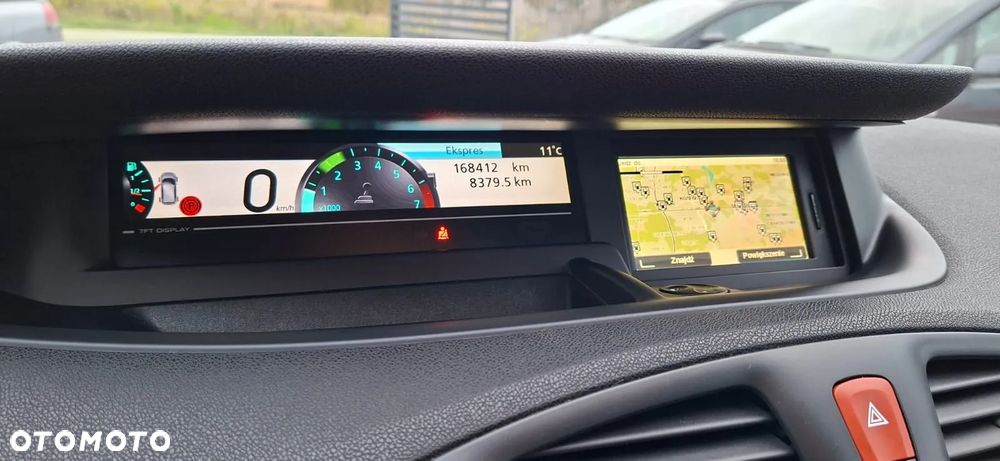 Ekspres
11°C
168412 km
8379.5 km
0
km/h
1/2
P
1
2
3
4
5
6
7
x1000
TFT DISPLAY
Znajdź
Powiększenie
OTOMOTO